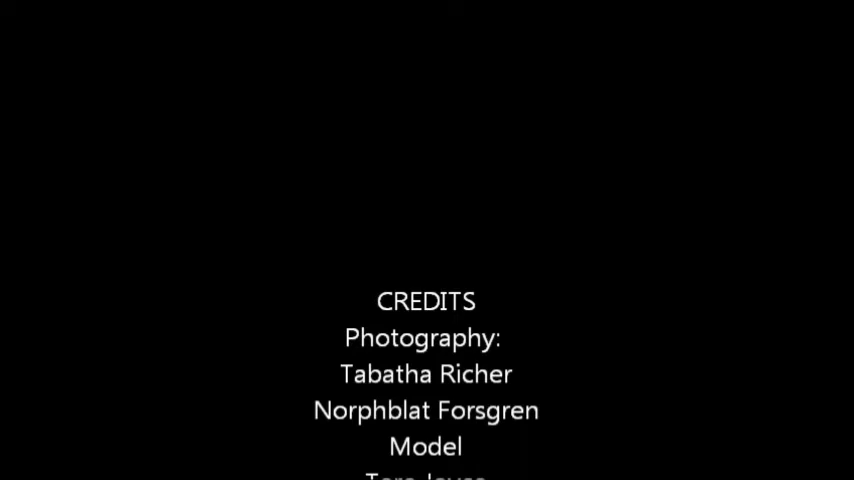 CREDITS
Photography:
Tabatha Richer
Norphblat Forsgren
Model